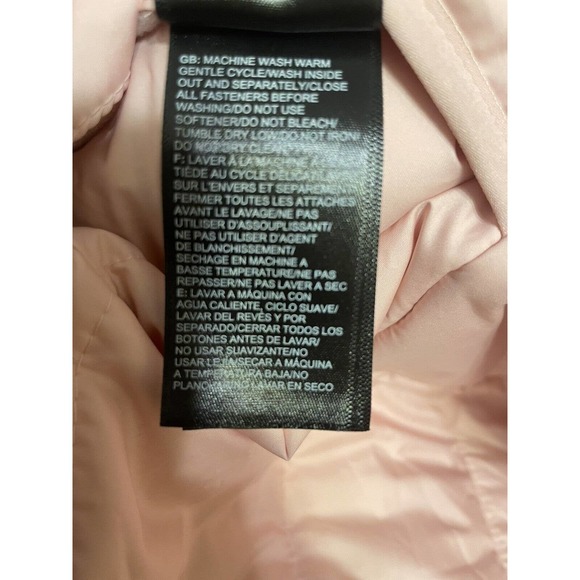 GB: MACHINE WASH WARM
GENTLE CYCLE/WASH INSIDE
OUT AND SEPARATELY/CLOSE
ALL FASTENERS BEFORE
WASHING/DO NOT USE
SOFTENER/DO NOT BLEACH/
TUMBLE DRY LOW/DO NOT IRON/
DO NOT DRY CLEAN
F: LAVER À LA MACHINE À
TIÈDE AU CYCLE DÉLICAT/LAVER
SUR L'ENVERS ET SÉPARÉMENT
FERMER TOUTES LES ATTACHES
AVANT LE LAVAGE/NE PAS
UTILISER D'ASSOUPLISSANT/
NE PAS UTILISER D'AGENT
DE BLANCHISSEMENT/
SECHAGE EN MACHINE A
BASSE TEMPERATURE/NE PAS
REPASSER/NE PAS LAVER A SEC
E: LAVAR A MÁQUINA CON
AGUA CALIENTE, CICLO SUAVE/
LAVAR DEL REVÉS Y POR
SEPARADO/CERRAR TODOS LOS
BOTONES ANTES DE LAVAR/
NO USAR SUAVIZANTE/NO
USAR LEJÍA/SECAR A MÁQUINA
A TEMPERATURA BAJA/NO
LAVAR EN SECO